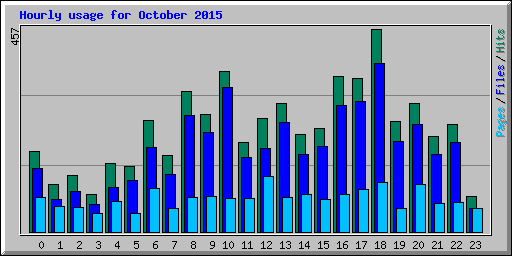 Hourly usage for October 2015
457
Pages / Files / Hits
0 1 2 3 4 5 6 7 8 9 10 11 12 13 14 15 16 17 18 19 20 21 22 23